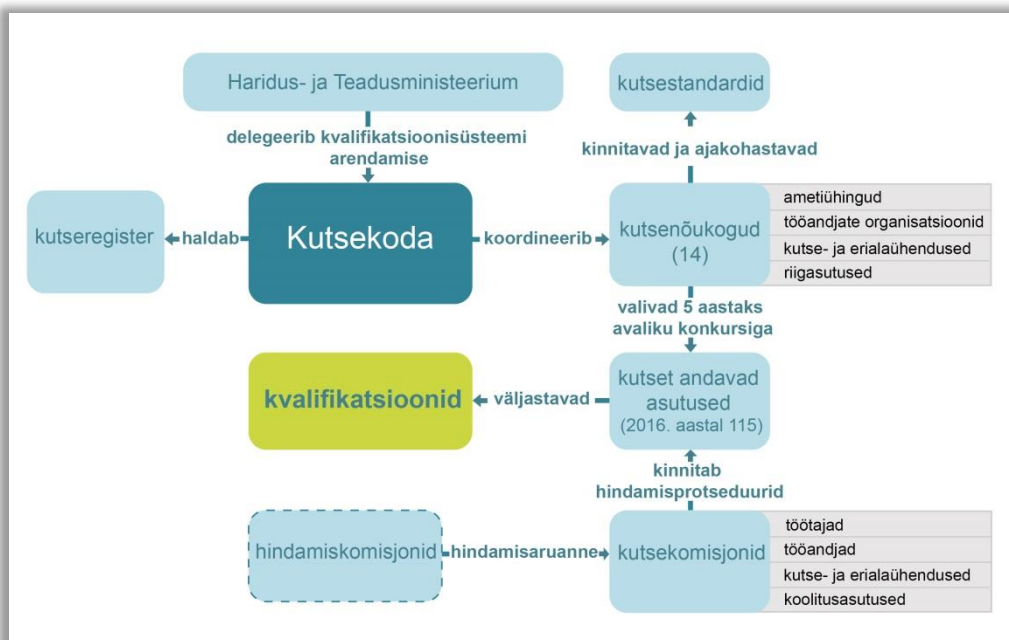 Haridus- ja Teadusministeerium
kutsestandardid
delegeerib kvalifikatsioonisüsteemi
arendamise
kinnitavad ja ajakohastavad
kutseregister
haldab
Kutsekoda
koordineerib
kutsenõukogud
(14)
ametiühingud
tööandjate organisatsioonid
kutse- ja erialaühendused
riigasutused
valivad 5 aastaks
avaliku konkursiga
kvalifikatsioonid
väljastavad
kutset andavad
asutused
(2016. aastal 115)
kinnitab
hindamisprotseduurid
hindamiskomisjonid
hindamisaruanne
kutsekomisjonid
töötajad
tööandjad
kutse- ja erialaühendused
koolitusasutused